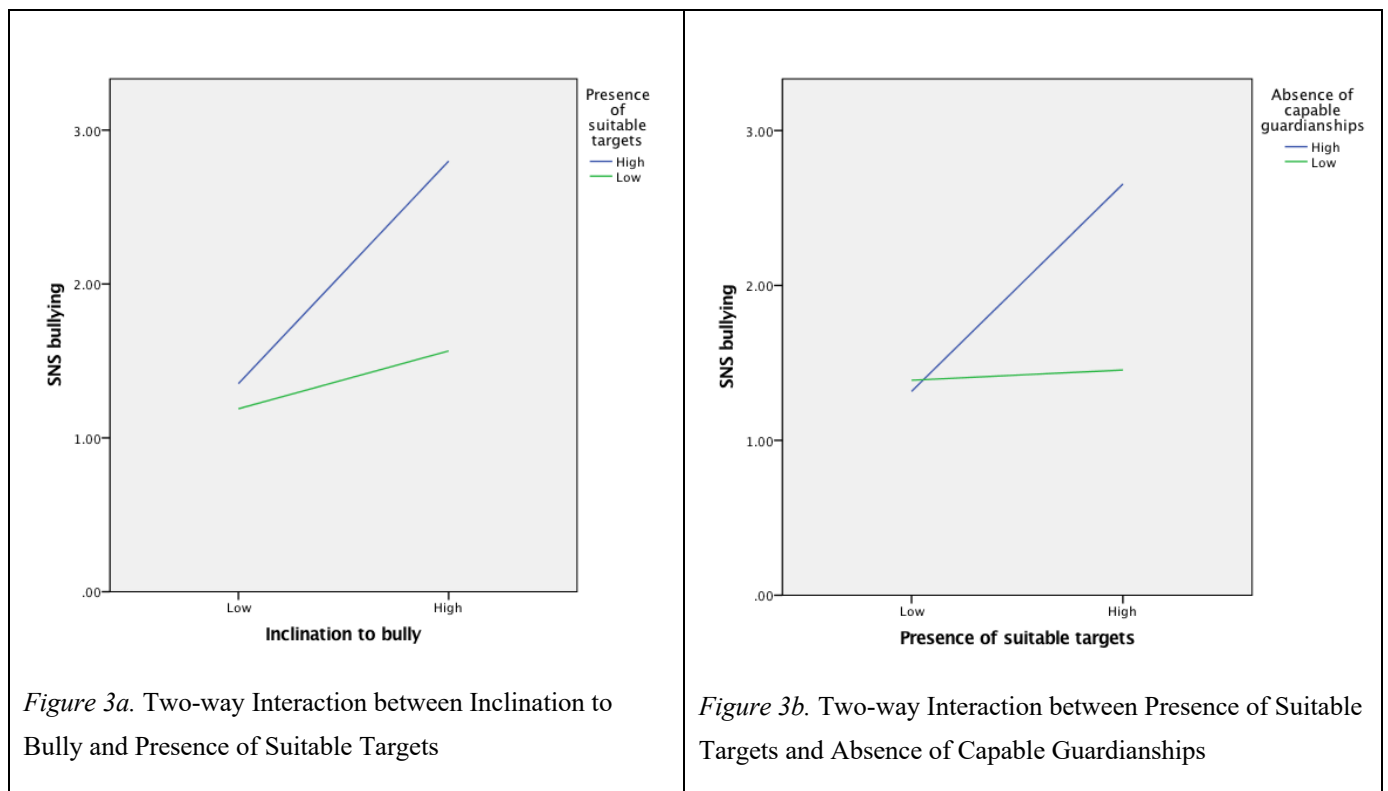 Presence
of
suitable
targets
High
Low
3.00
2.00
1.00
.00
SNS bullying
Low
High
Inclination to bully
Figure 3a. Two-way Interaction between Inclination to
Bully and Presence of Suitable Targets
Absence of
capable
guardianships
High
Low
3.00
2.00
1.00
.00
SNS bullying
Low
High
Presence of suitable targets
Figure 3b. Two-way Interaction between Presence of Suitable
Targets and Absence of Capable Guardianships